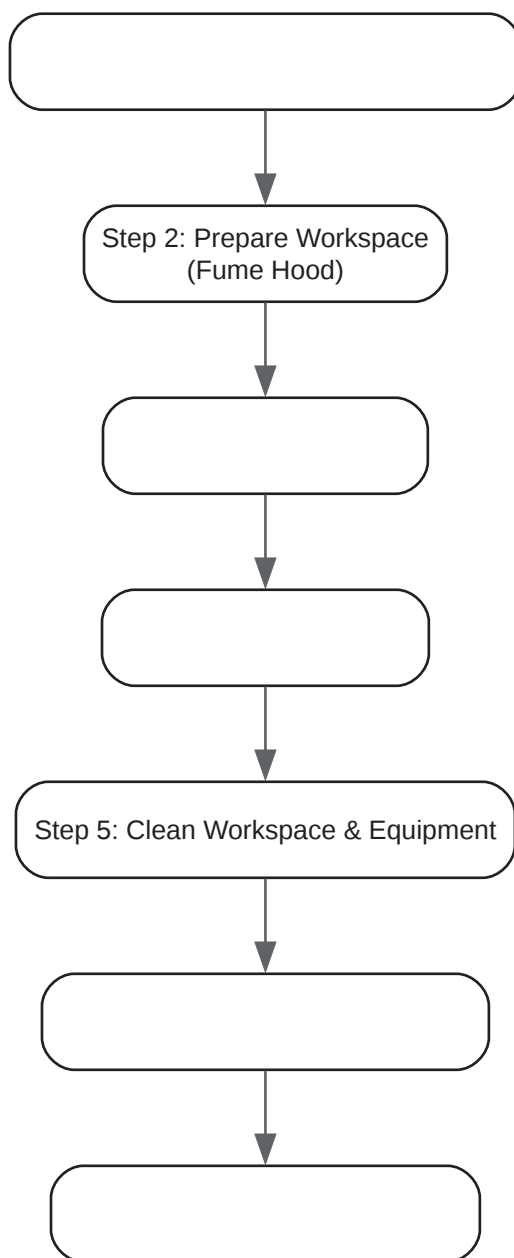 Step 2: Prepare Workspace
(Fume Hood)
Step 5: Clean Workspace & Equipment